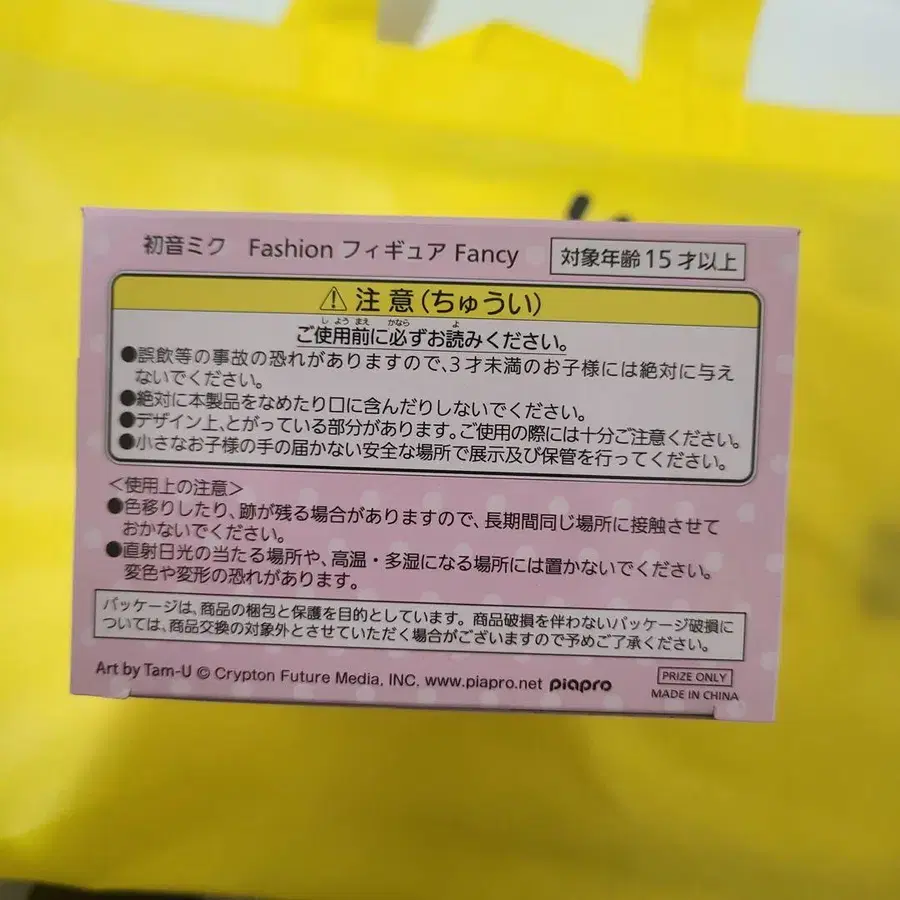 初音ミク Fashion フィギュア Fancy
対象年齢15才以上
⚠注意(ちゅうい)
ご使用前に必ずお読みください。
しようまえ かなら よ
●誤飲等の事故の恐れがありますので、3才未満のお子様には絶対に与え
ないでください。
●絶対に本製品をなめたり口に含んだりしないでください。
●デザイン上、とがっている部分があります。ご使用の際には十分ご注意ください。
●小さなお子様の手の届かない安全な場所で展示及び保管を行ってください。
<使用上の注意>
●色移りしたり、跡が残る場合がありますので、長期間同じ場所に接触させて
おかないでください。
●直射日光の当たる場所や、高温・多湿になる場所には置かないでください。
変色や変形の恐れがあります。
パッケージは、商品の梱包と保護を目的としています。商品破損を伴わないパッケージ破損に
ついては、商品交換の対象外とさせていただく場合がございますので予めご了承ください。
Art by Tam-U © Crypton Future Media, INC. www.piapro.net piapro
PRIZE ONLY
MADE IN CHINA